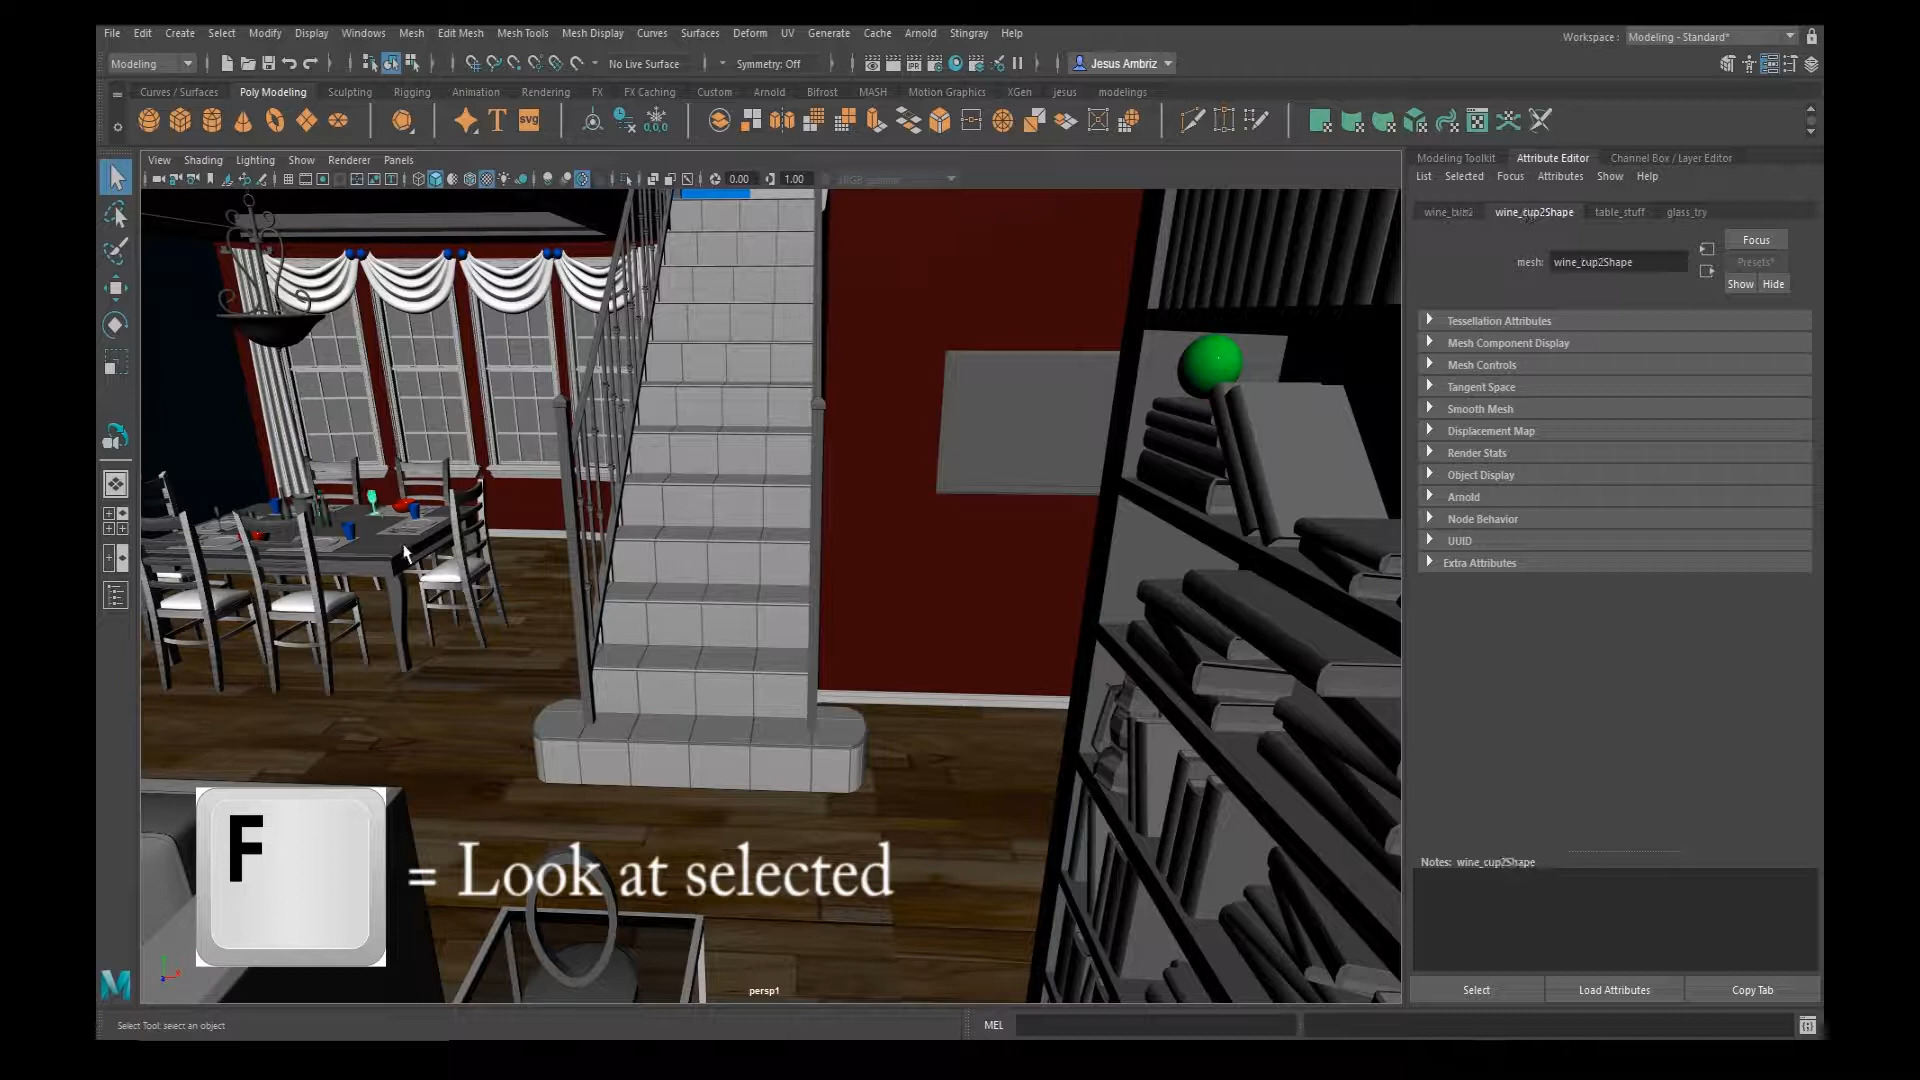 File Edit Create Select Modify Display Windows Mesh Edit Mesh Mesh Tools Mesh Display Curves Surfaces Deform UV Generate Cache Arnold Stingray Help
Workspace : Modeling - Standard*
Modeling No Live Surface Symmetry: Off Jesus Ambriz
Curves / Surfaces Poly Modeling Sculpting Rigging Animation Rendering FX FX Caching Custom Arnold Bifrost MASH Motion Graphics XGen jesus modelings
T svg 0,0,0
View Shading Lighting Show Renderer Panels
0.00 1.00
Modeling Toolkit Attribute Editor Channel Box / Layer Editor
List Selected Focus Attributes Show Help
wine_cup2Shape table_stuff glass_try
Focus
mesh: wine_cup2Shape
Presets*
Show Hide
Tessellation Attributes
Mesh Component Display
Mesh Controls
Tangent Space
Smooth Mesh
Displacement Map
Render Stats
Object Display
Arnold
Node Behavior
UUID
Extra Attributes
F = Look at selected
persp1
Notes: wine_cup2Shape
Select Load Attributes Copy Tab
M
Select Tool: select an object
MEL